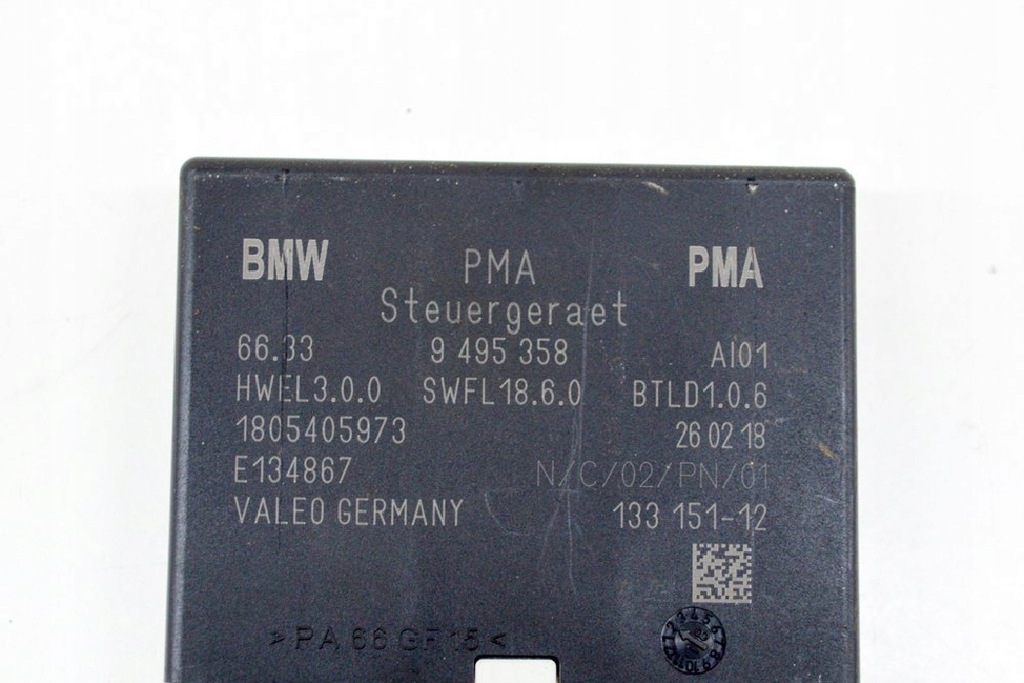 BMW PMA PMA
Steuergeraet
66.33 9 495 358 AI01
HWEL3.0.0 SWFL18.6.0 BTLD1.0.6
1805405973 26 02 18
E134867 N/C/02/PN/01
VALEO GERMANY 133 151-12
>PA 66 GF15<